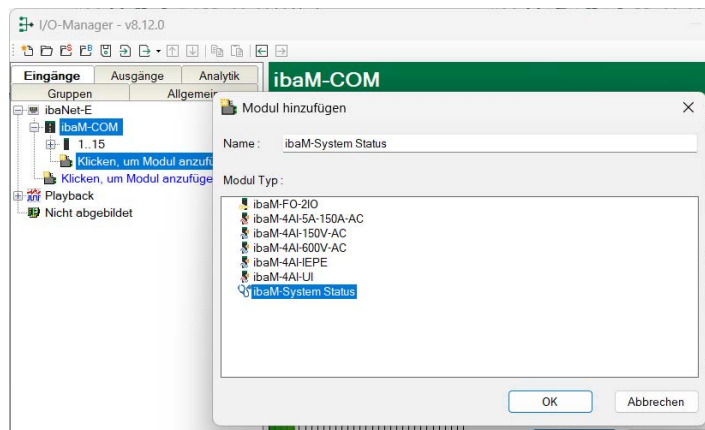 I/O-Manager - v8.12.0
Eingänge Ausgänge Analytik
Gruppen
ibaM-COM
ibaNet-E
ibaM-COM
1..15
Klicken, um Modul
Klicken, um Modul
Playback
Nicht abgebildet
Modul hinzufügen
Name: ibaM-System Status
Modul Typ:
ibaM-FO-2IO
ibaM-4AI-5A-150A-AC
ibaM-4AI-150V-AC
ibaM-4AI-600V-AC
ibaM-4AI-IEPE
ibaM-4AI-UI
ibaM-System Status
OK Abbrechen